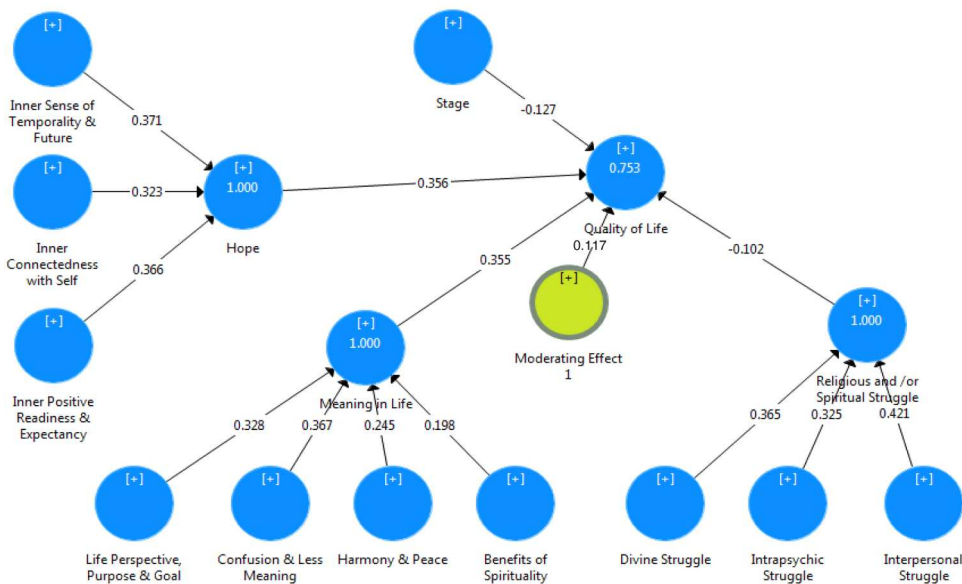 [+]
Inner Sense of
Temporality &
Future
[+]
Stage
0.371
-0.127
[+]
Inner
Connectedness
with Self
0.323
[+]
1.000
Hope
0.356
[+]
0.753
Quality of Life
0.366
[+]
Inner Positive
Readiness &
Expectancy
0.355
0.117
-0.102
[+]
Moderating Effect
1
[+]
1.000
Meaning in Life
[+]
1.000
Religious and /or
Spiritual Struggle
0.328
0.367
0.245
0.198
0.365
0.325
0.421
[+]
Life Perspective,
Purpose & Goal
[+]
Confusion & Less
Meaning
[+]
Harmony & Peace
[+]
Benefits of
Spirituality
[+]
Divine Struggle
[+]
Intrapsychic
Struggle
[+]
Interpersonal
Struggle